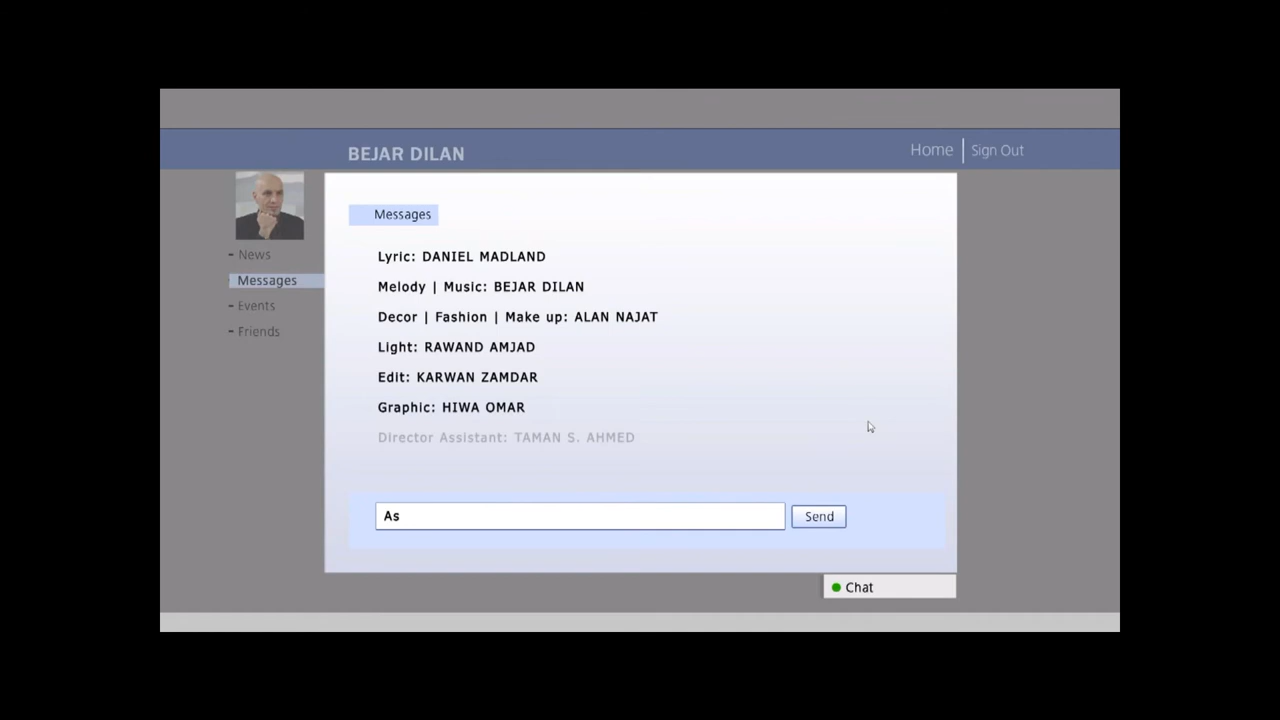 BEJAR DILAN
Home | Sign Out
Messages
- News
- Messages
- Events
- Friends
Lyric: DANIEL MADLAND
Melody | Music: BEJAR DILAN
Decor | Fashion | Make up: ALAN NAJAT
Light: RAWAND AMJAD
Edit: KARWAN ZAMDAR
Graphic: HIWA OMAR
Director Assistant: TAMAN S. AHMED
As
Send
Chat